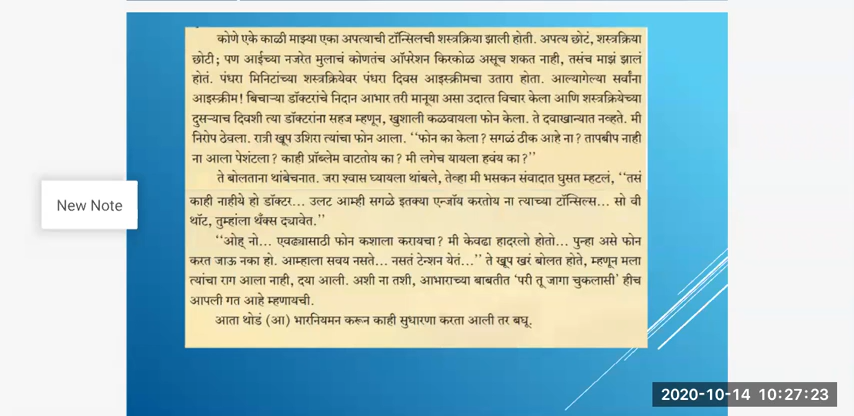 कोणे एके काळी माझ्या एका अपत्याची टॉन्सिलची शस्त्रक्रिया झाली होती. अपत्य छोटं, शस्त्रक्रिया
छोटी; पण आईच्या नजरेत मुलाचं कोणतंच ऑपरेशन किरकोळ असूच शकत नाही, तसंच माझं झालं
होतं. पंधरा मिनिटांच्या शस्त्रक्रियेवर पंधरा दिवस आइस्क्रीमचा उतारा होता. आल्यागेल्या सर्वांना
आइस्क्रीम! बिचाऱ्या डॉक्टरांचे निदान आभार तरी मानूया असा उदात्त विचार केला आणि शस्त्रक्रियेच्या
दुसऱ्याच दिवशी त्या डॉक्टरांना सहज म्हणून, खुशाली कळवायला फोन केला. ते दवाखान्यात नव्हते. मी
निरोप ठेवला. रात्री खूप उशिरा त्यांचा फोन आला. ‘‘फोन का केला? सगळं ठीक आहे ना? तापबीप नाही
ना आला पेशंटला? काही प्रॉब्लेम वाटतोय का? मी लगेच यायला हवंय का?’’
ते बोलताना थांबेचनात. जरा श्वास घ्यायला थांबले, तेव्हा मी भसकन संवादात घुसत म्हटलं, ‘‘तसं
काही नाहीये हो डॉक्टर... उलट आम्ही सगळे इतक्या एन्जॉय करतोय ना त्याच्या टॉन्सिल्स... सो वी
थॉट, तुम्हांला थँक्स द्यावेत.’’
‘‘ओह् नो... एवढ्यासाठी फोन कशाला करायचा? मी केवढा हादरलो होतो... पुन्हा असे फोन
करत जाऊ नका हो. आम्हाला सवय नसते... नसतं टेन्शन येतं...’’ ते खूप खरं बोलत होते, म्हणून मला
त्यांचा राग आला नाही, दया आली. अशी ना तशी, आभाराच्या बाबतीत ‘परी तू जागा चुकलासी’ हीच
आपली गत आहे म्हणायची.
आता थोडं (आ) भारनियमन करून काही सुधारणा करता आली तर बघू.
New Note
2020-10-14 10:27:23